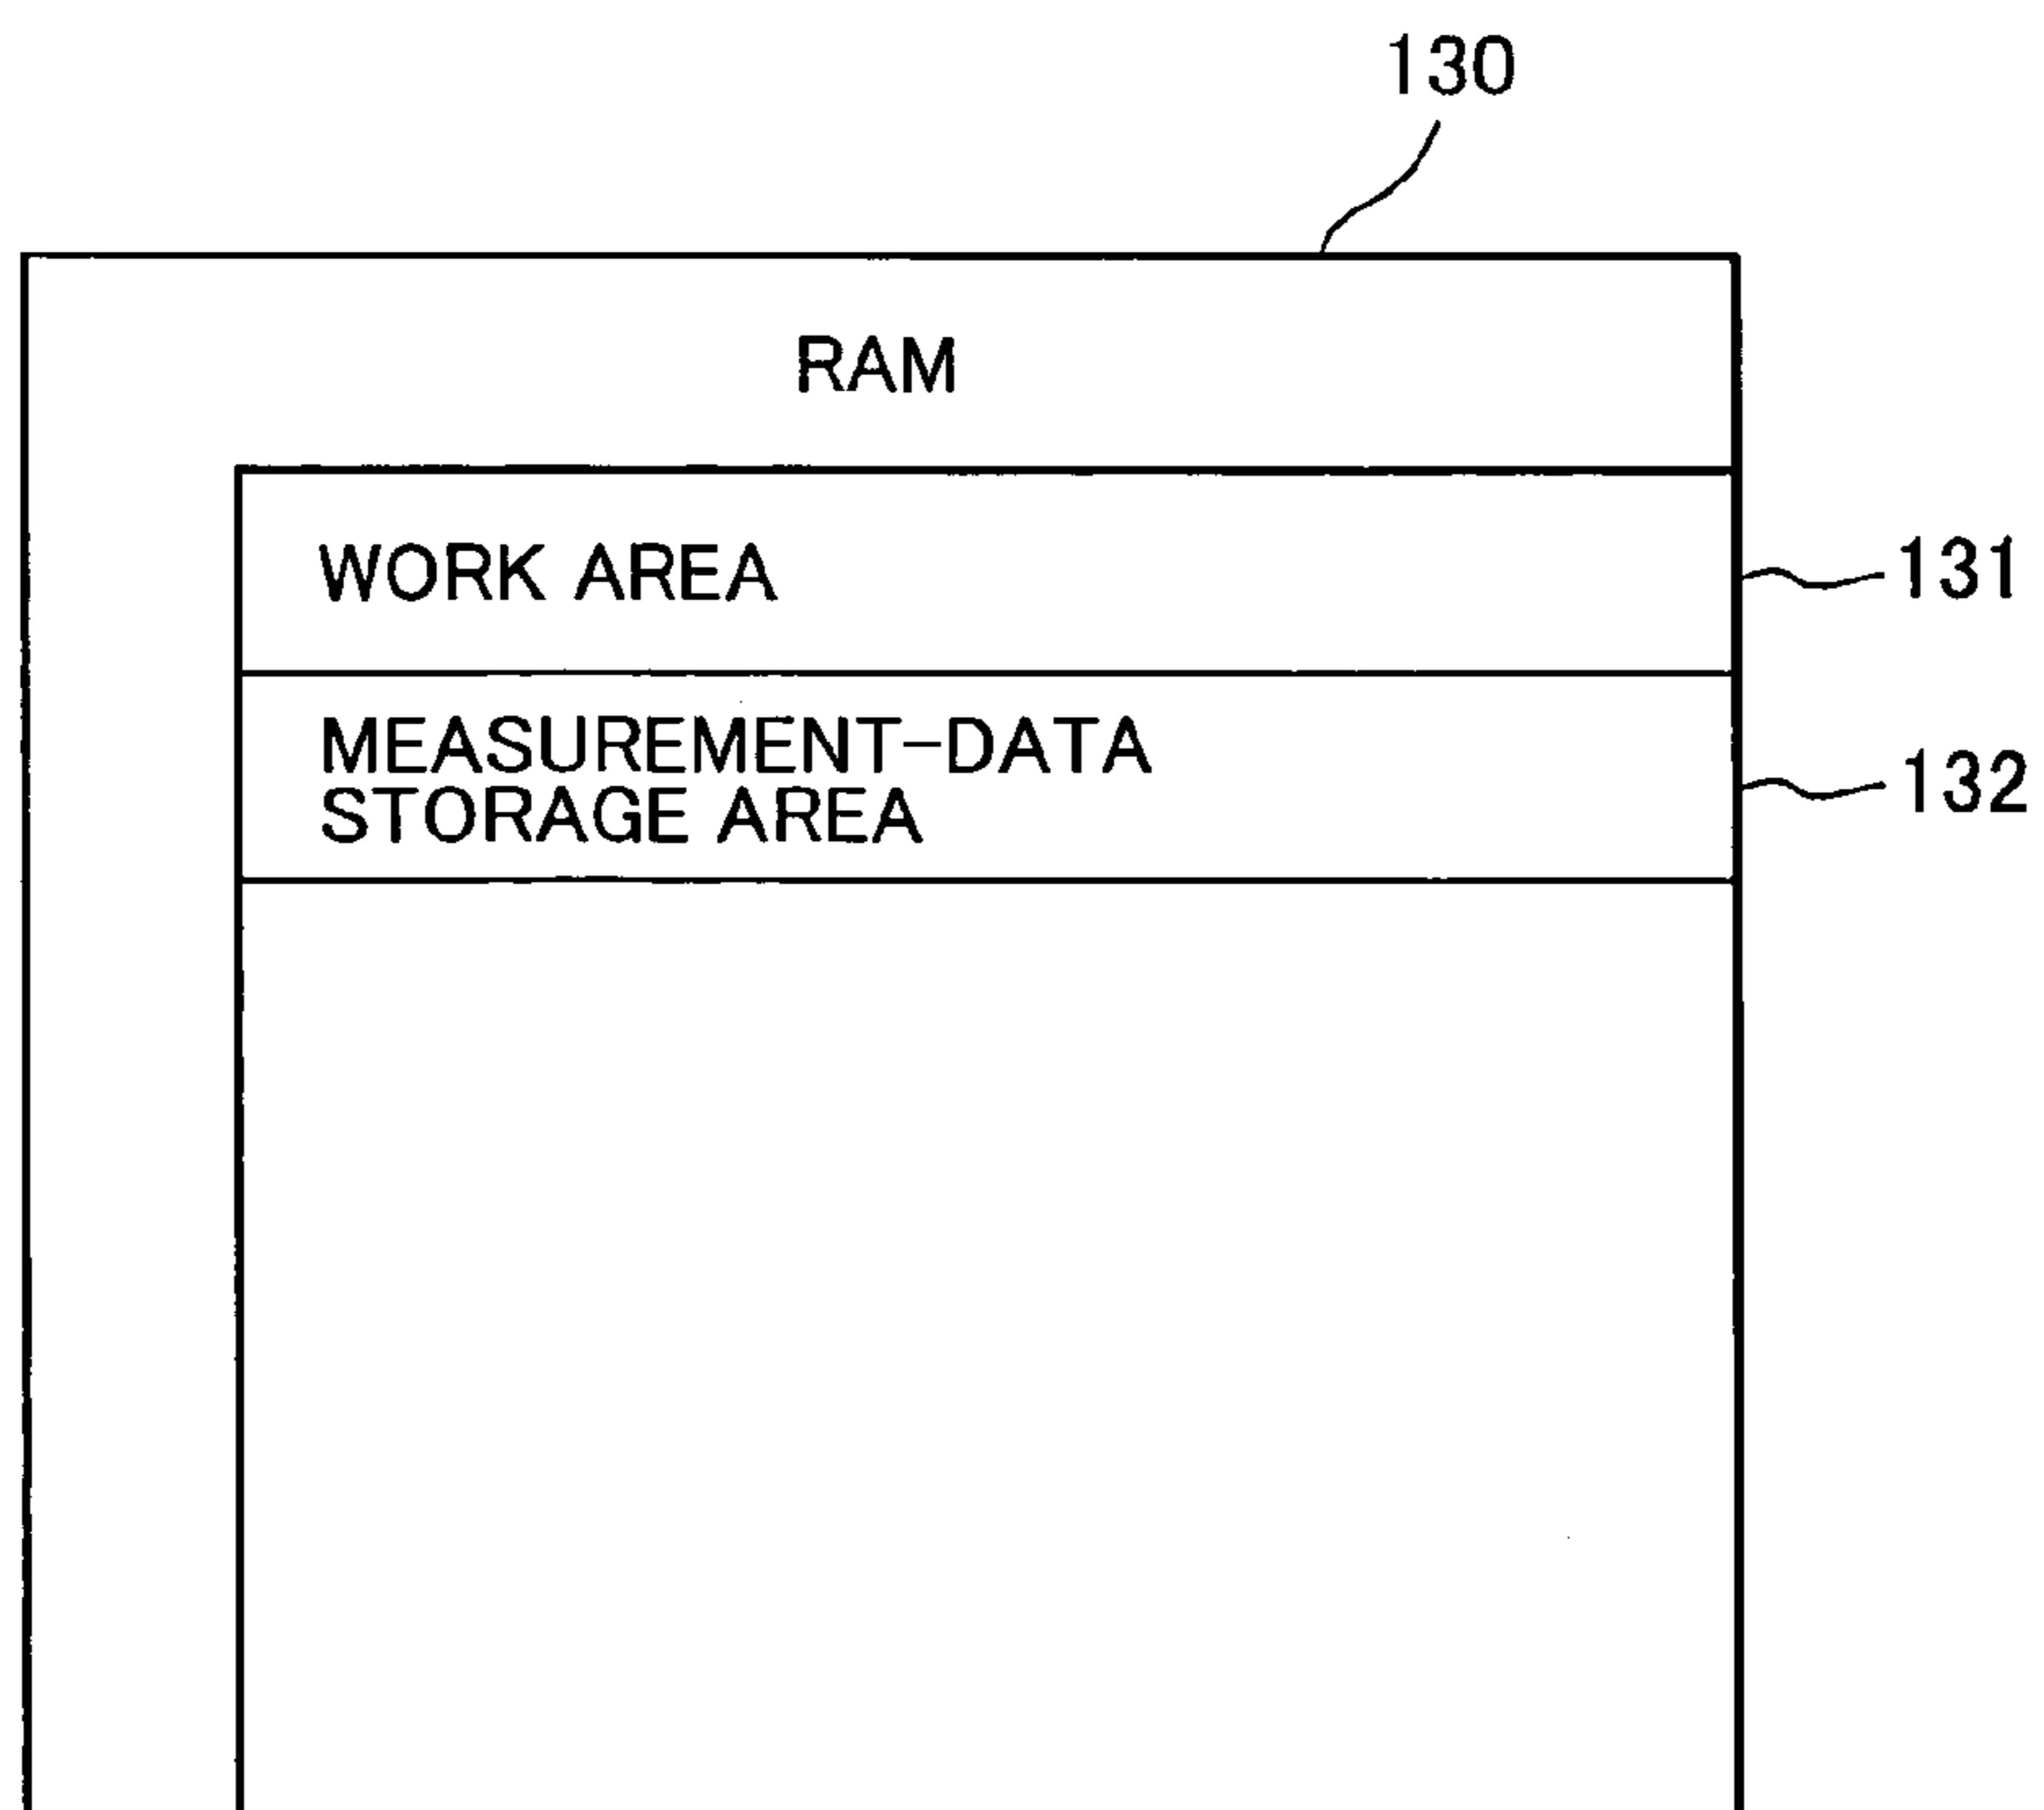 130
RAM
WORK AREA
131
MEASUREMENT-DATA
STORAGE AREA
132